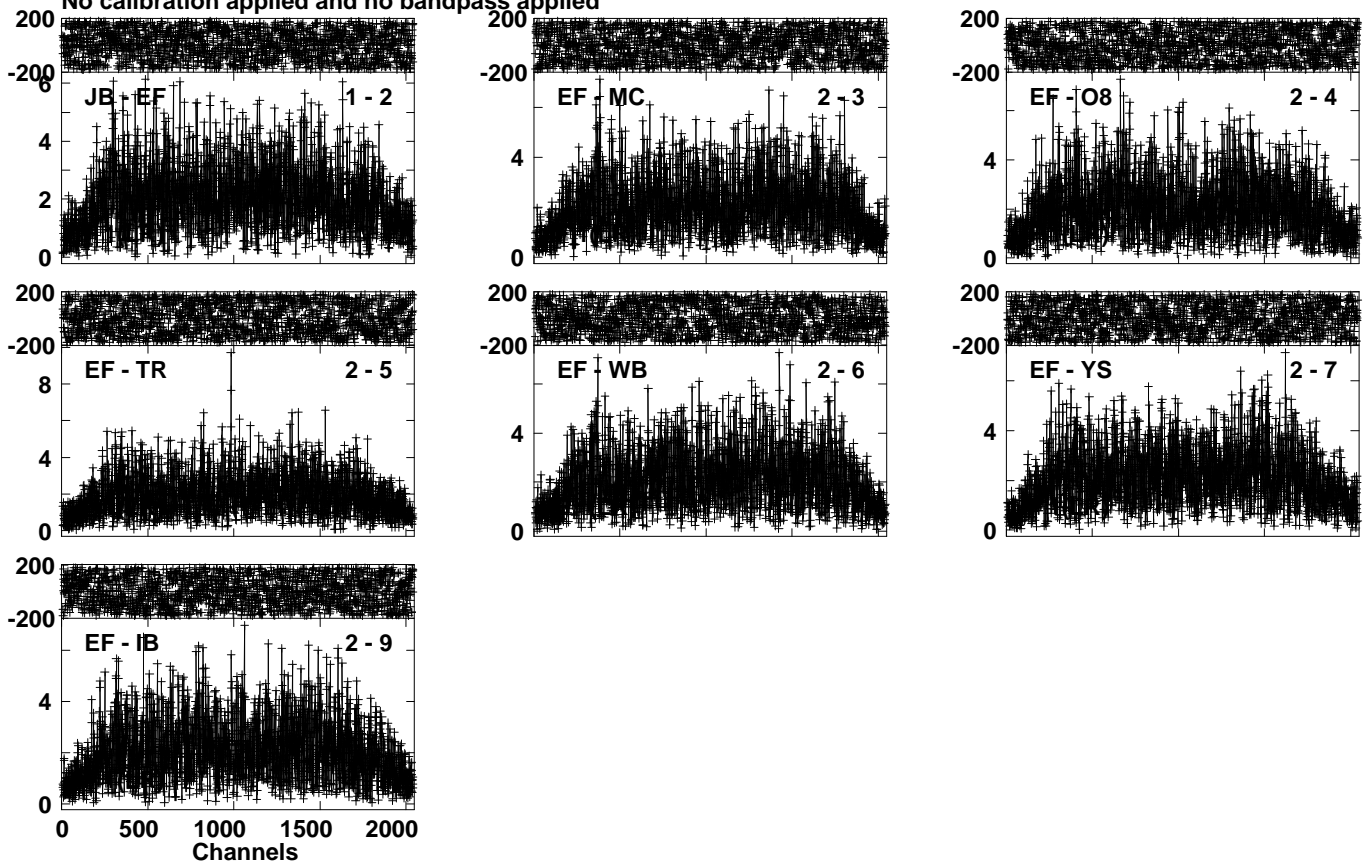 No calibration applied and no bandpass applied
200 200 200
-200 -200 -200
6
JB - EF 1 - 2 EF - MC 2 - 3 EF - O8 2 - 4
4 4 4
2
0 0 0
200 200 200
-200 -200 -200
EF - TR 2 - 5 EF - WB 2 - 6 EF - YS 2 - 7
8
4 4 4
0 0 0
200
-200
EF - IB 2 - 9
4
0
0 500 1000 1500 2000
Channels